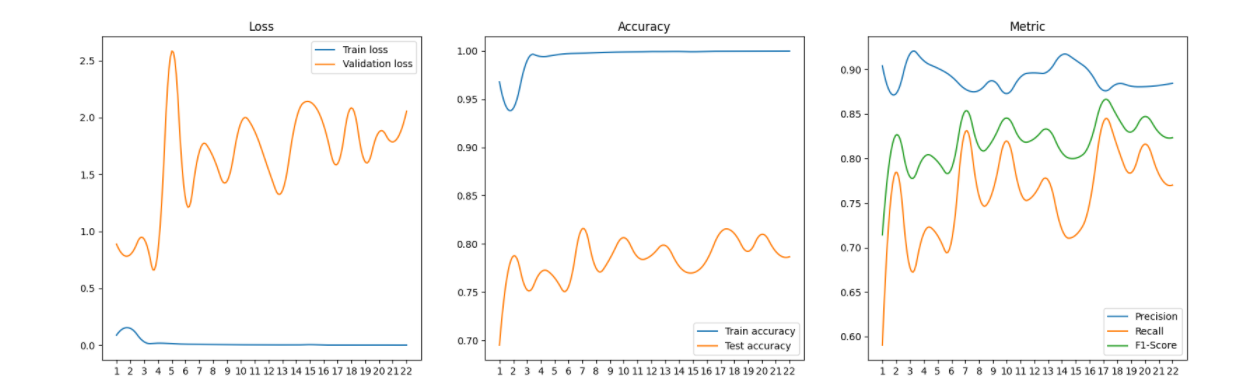 Loss
Train loss
Validation loss
2.5
2.0
1.5
1.0
0.5
0.0
1 2 3 4 5 6 7 8 9 10 11 12 13 14 15 16 17 18 19 20 21 22
Accuracy
1.00
0.95
0.90
0.85
0.80
0.75
0.70
Train accuracy
Test accuracy
1 2 3 4 5 6 7 8 9 10 11 12 13 14 15 16 17 18 19 20 21 22
Metric
0.90
0.85
0.80
0.75
0.70
0.65
0.60
Precision
Recall
F1-Score
1 2 3 4 5 6 7 8 9 10 11 12 13 14 15 16 17 18 19 20 21 22